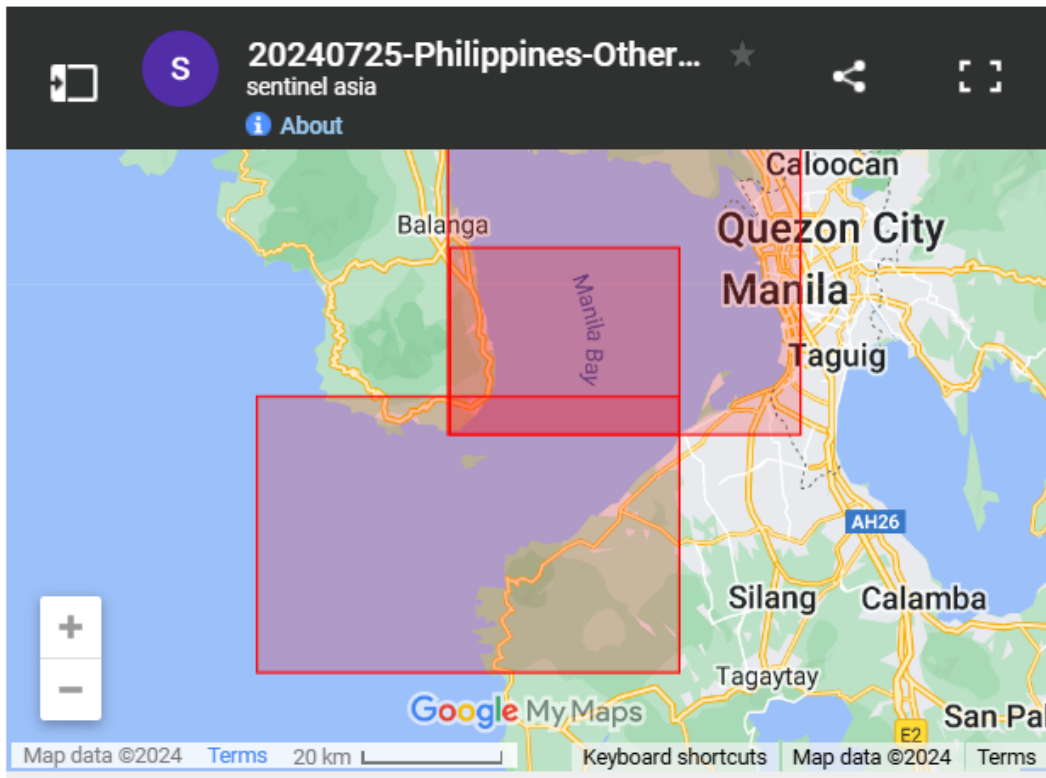 S
20240725-Philippines-Other...
sentinel asia
About
Caloocan
Balanga
Quezon City
Manila
Manila Bay
Taguig
AH26
Silang
Calamba
Tagaytay
Google My Maps
San Pa
E2
Map data ©2024 Terms 20 km
Keyboard shortcuts Map data ©2024 Terms